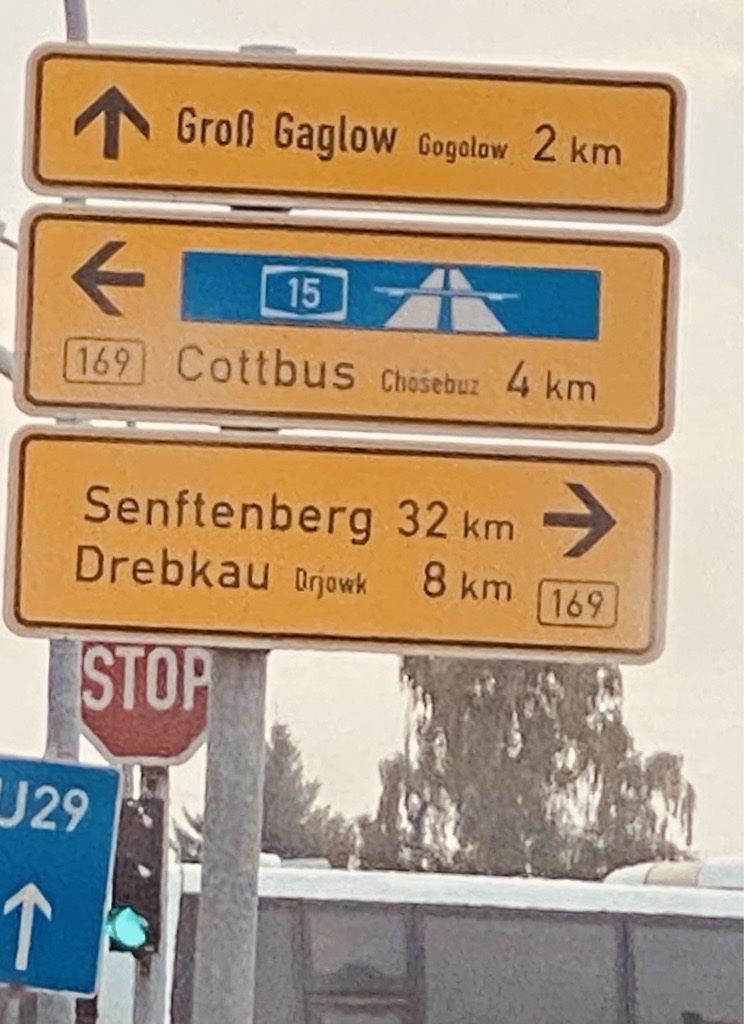 Groß Gaglow Gogolow 2 km
15
169 Cottbus Chóśebuz 4 km
Senftenberg 32 km
Drebkau Drjowk 8 km 169
STOP
U29